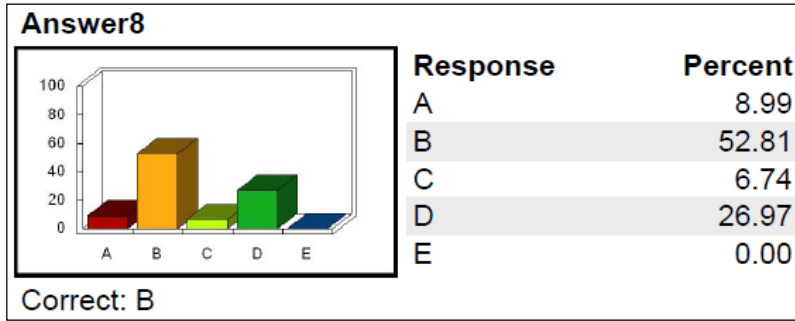 Answer8
100
80
60
40
20
0
A B C D E
Response Percent
A 8.99
B 52.81
C 6.74
D 26.97
E 0.00
Correct: B